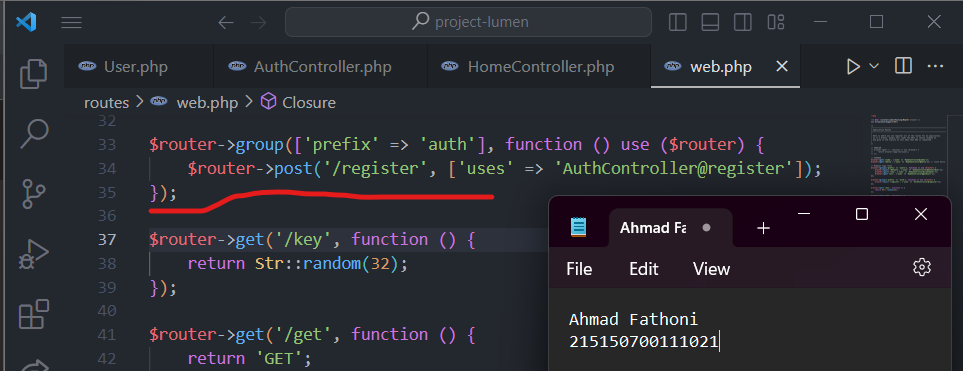 project-lumen
User.php
AuthController.php
HomeController.php
web.php
routes > web.php > Closure
32
33 $router->group(['prefix' => 'auth'], function () use ($router) {
34 $router->post('/register', ['uses' => 'AuthController@register']);
35 });
36
37 $router->get('/key', function () {
38 return Str::random(32);
39 });
40
41 $router->get('/get', function () {
42 return 'GET';
Ahmad Fa
File Edit View
Ahmad Fathoni
215150700111021